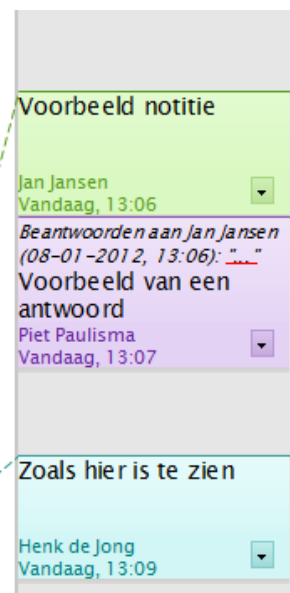 Voorbeeld notitie
Jan Jansen
Vandaag, 13:06
Beantwoorden aan Jan Jansen
(08-01-2012, 13:06): "..."
Voorbeeld van een
antwoord
Piet Paulisma
Vandaag, 13:07
Zoals hier is te zien
Henk de Jong
Vandaag, 13:09